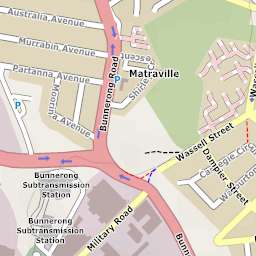 Australia Avenue
Murrabin Avenue
Partanna Avenue
Moorina
Avenue
Bunnerong Road
P
Matraville
P
Wassell Street
Dampier Street
Military Road
Bunnerong
Subtransmission
Station
Bunnerong
Subtransmission
Station